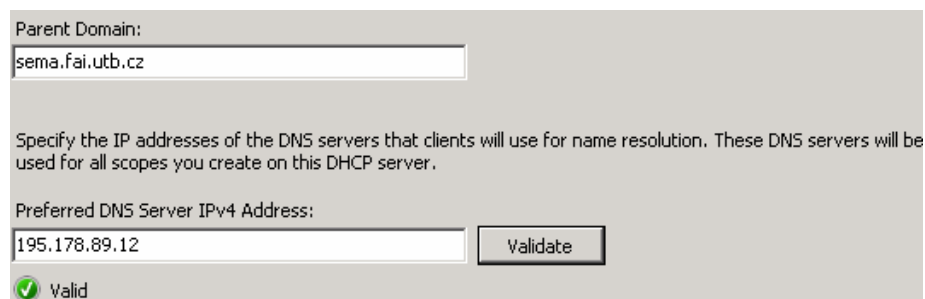 Parent Domain:
sema.fai.utb.cz
Specify the IP addresses of the DNS servers that clients will use for name resolution. These DNS servers will be
used for all scopes you create on this DHCP server.
Preferred DNS Server IPv4 Address:
195.178.89.12
Validate
Valid